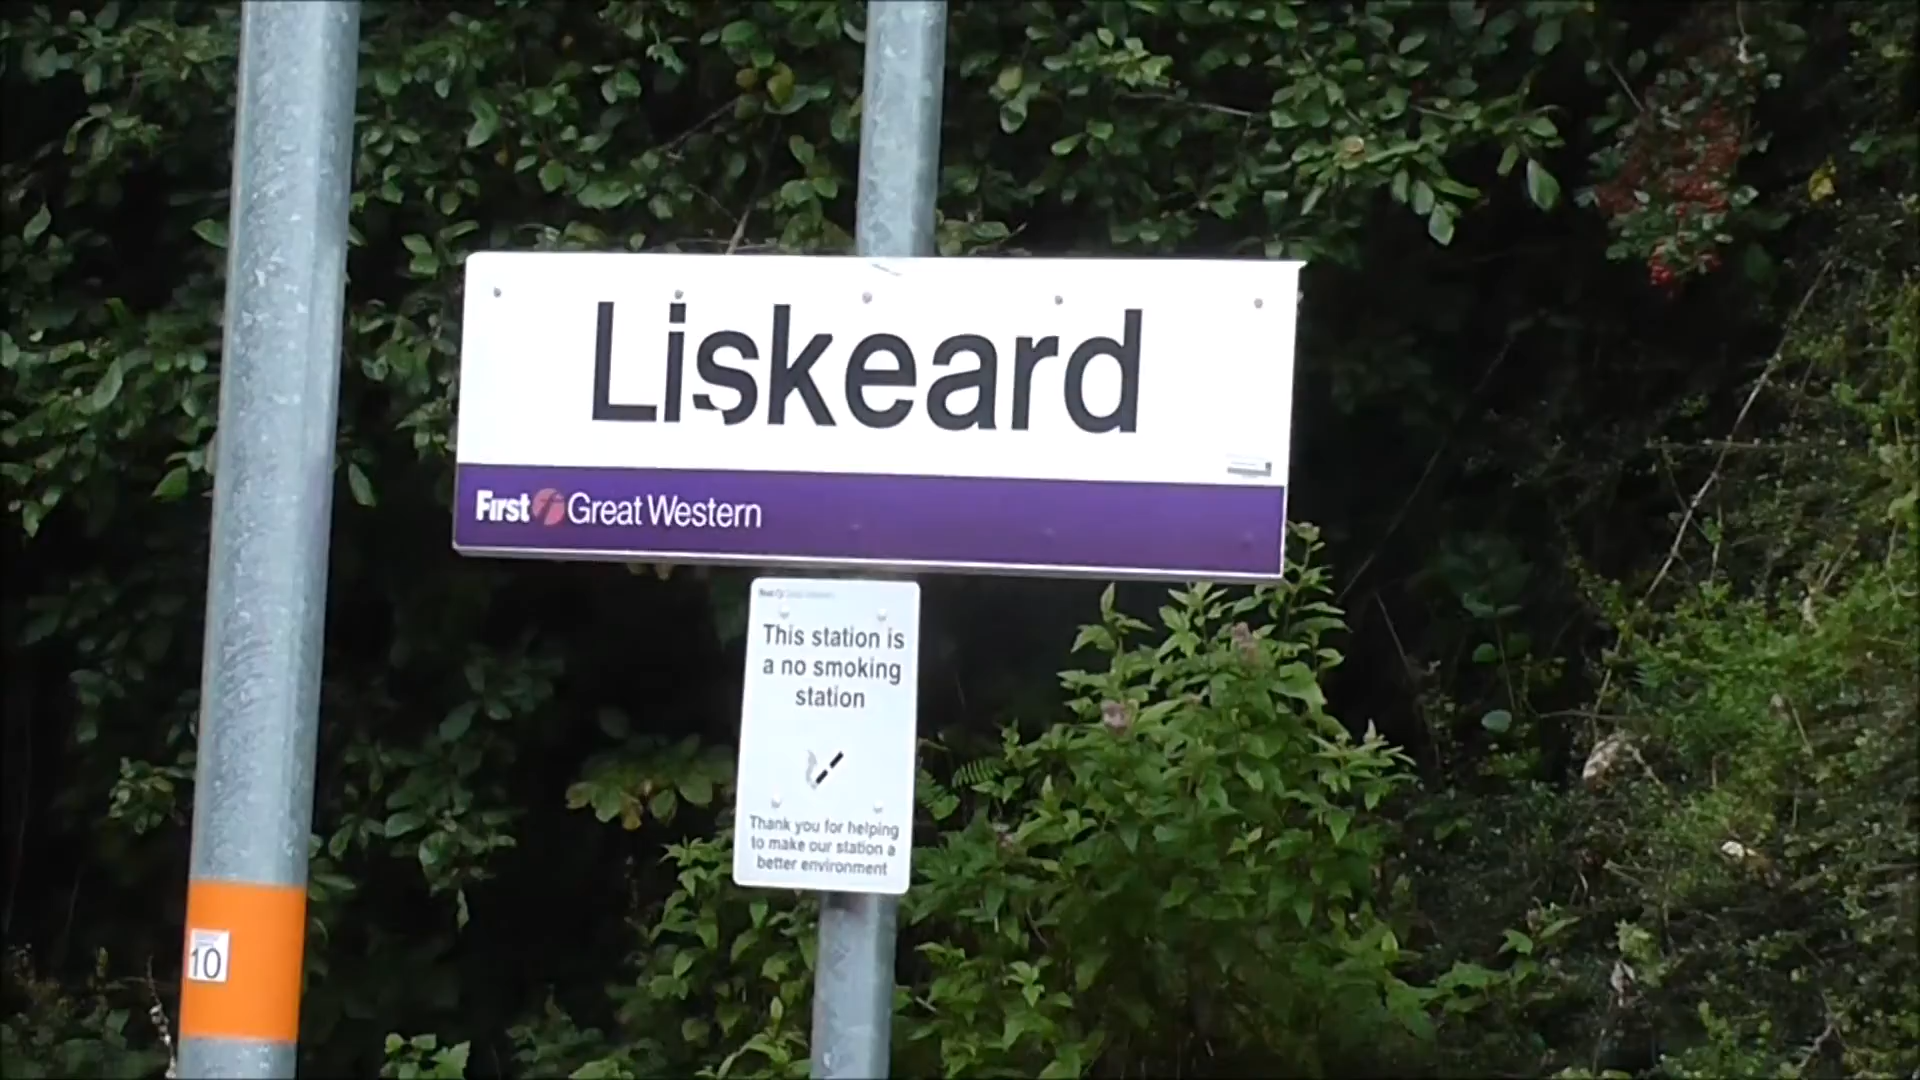 Liskeard
First Great Western
This station is
a no smoking
station
Thank you for helping
to make our station a
better environment
10